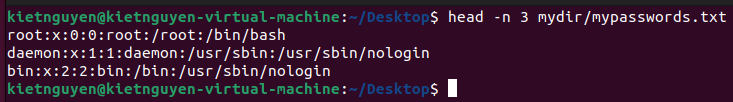 kietnguyen@kietnguyen-virtual-machine:~/Desktop$ head -n 3 mydir/mypasswords.txt
root:x:0:0:root:/root:/bin/bash
daemon:x:1:1:daemon:/usr/sbin:/usr/sbin/nologin
bin:x:2:2:bin:/bin:/usr/sbin/nologin
kietnguyen@kietnguyen-virtual-machine:~/Desktop$